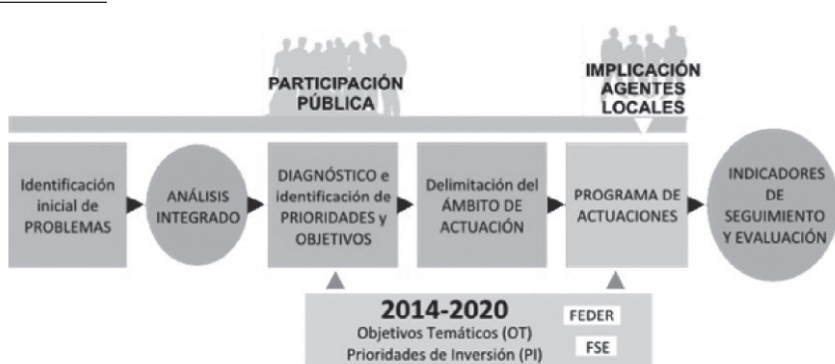 PARTICIPACIÓN
PÚBLICA
IMPLICACIÓN
AGENTES
LOCALES
Identificación
inicial de
PROBLEMAS
ANÁLISIS
INTEGRADO
DIAGNÓSTICO e
identificación de
PRIORIDADES y
OBJETIVOS
Delimitación del
ÁMBITO DE
ACTUACIÓN
PROGRAMA DE
ACTUACIONES
INDICADORES
DE
SEGUIMIENTO
Y EVALUACIÓN
2014-2020
Objetivos Temáticos (OT)
Prioridades de Inversión (PI)
FEDER
FSE